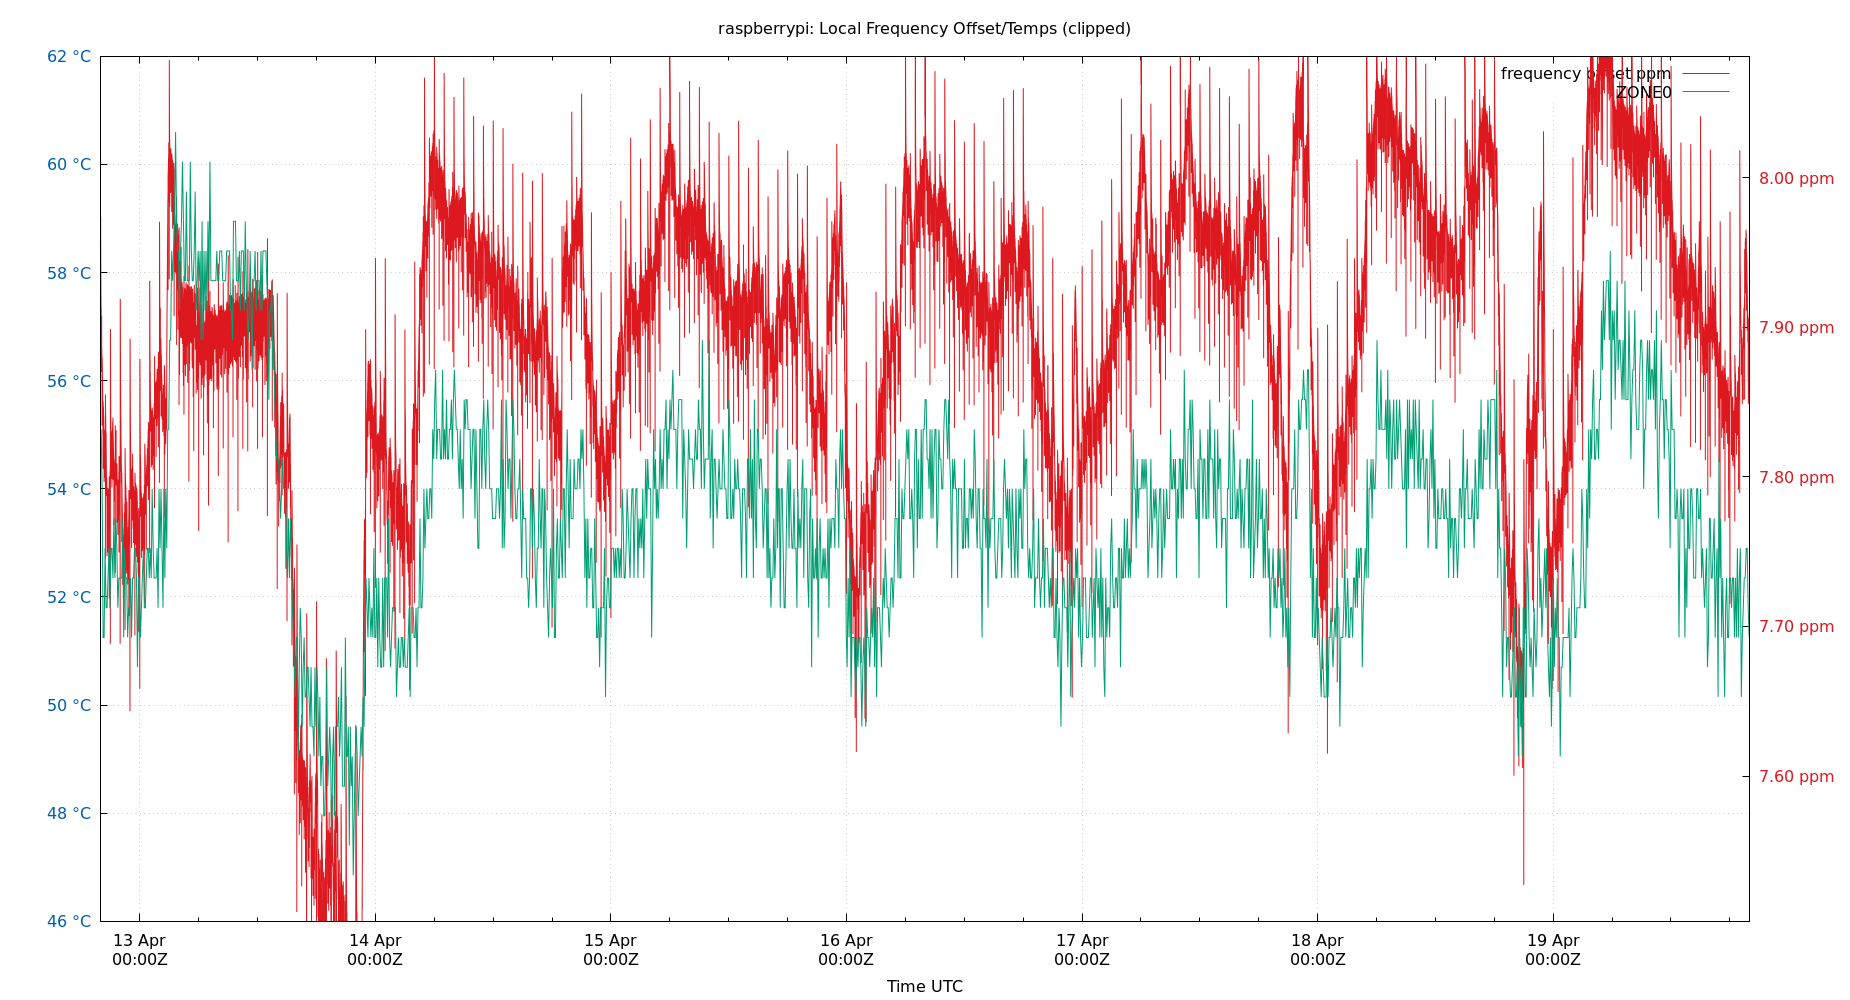 raspberrypi: Local Frequency Offset/Temps (clipped)
62 °C
60 °C
58 °C
56 °C
54 °C
52 °C
50 °C
48 °C
46 °C
frequency offset ppm
ZONE0
8.00 ppm
7.90 ppm
7.80 ppm
7.70 ppm
7.60 ppm
13 Apr 14 Apr 15 Apr 16 Apr 17 Apr 18 Apr 19 Apr
00:00Z 00:00Z 00:00Z 00:00Z 00:00Z 00:00Z 00:00Z
Time UTC